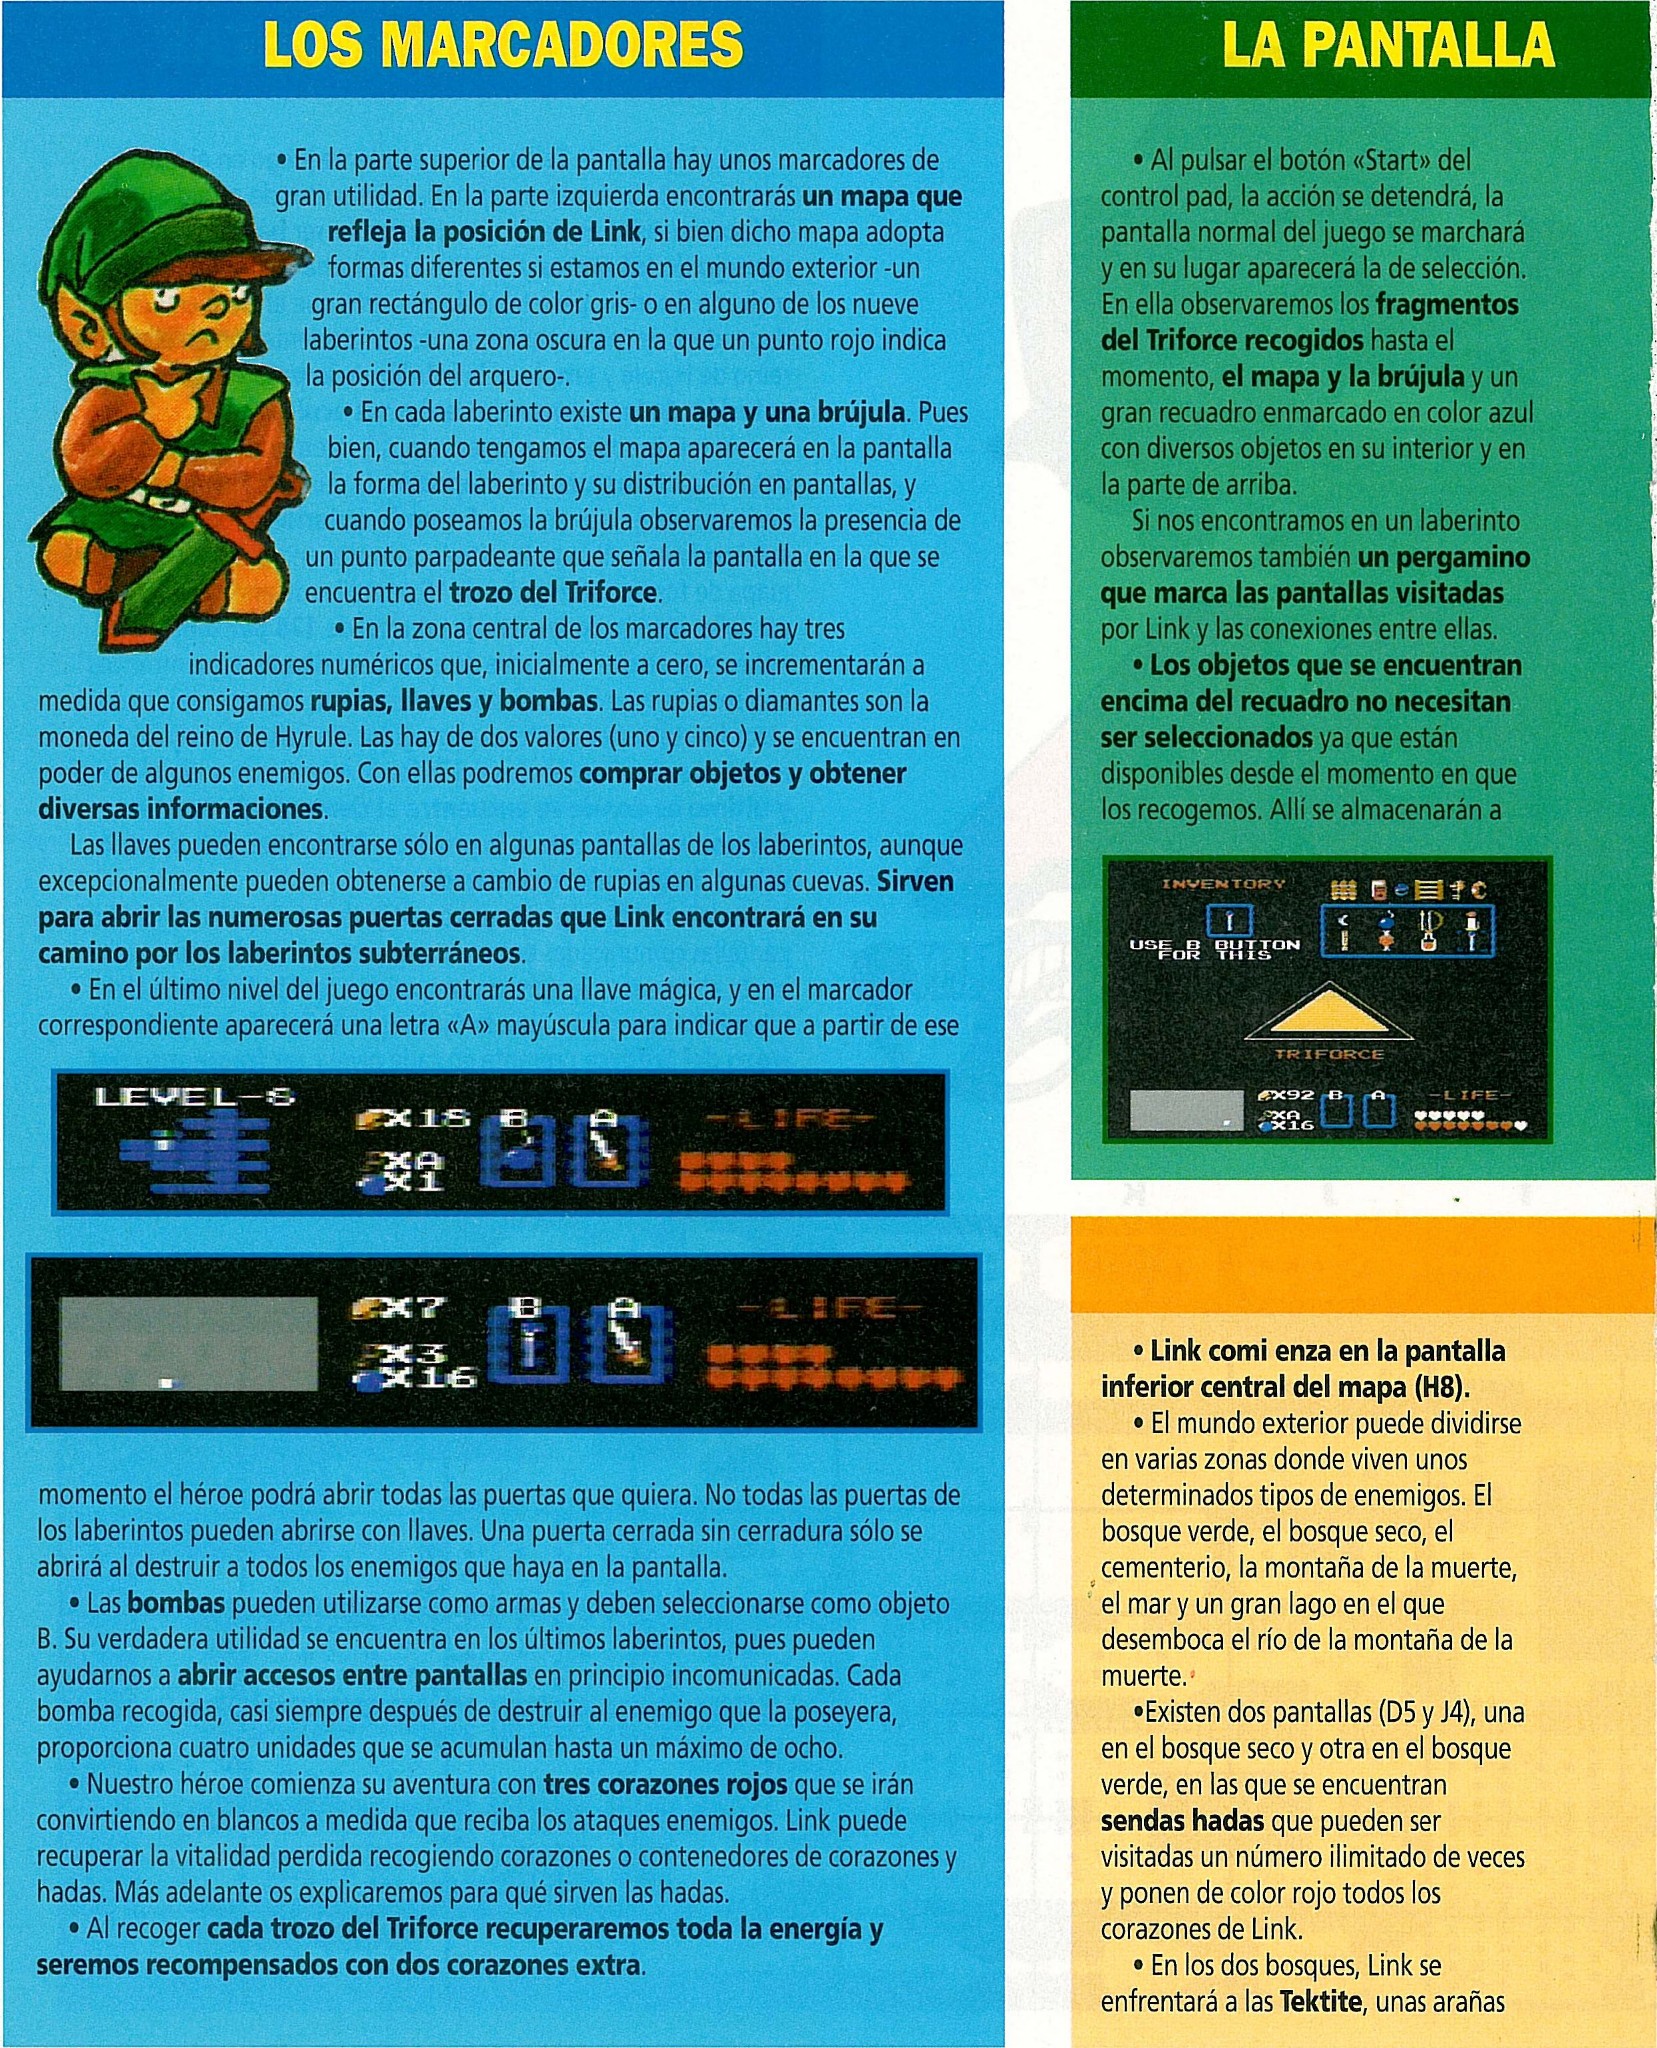 LOS MARCADORES
• En la parte superior de la pantalla hay unos marcadores de
gran utilidad. En la parte izquierda encontrarás un mapa que
refleja la posición de Link, si bien dicho mapa adopta
formas diferentes si estamos en el mundo exterior -un
gran rectángulo de color gris- o en alguno de los nueve
laberintos -una zona oscura en la que un punto rojo indica
la posición del arquero-.
• En cada laberinto existe un mapa y una brújula. Pues
bien, cuando tengamos el mapa aparecerá en la pantalla
la forma del laberinto y su distribución en pantallas, y
cuando poseamos la brújula observaremos la presencia de
un punto parpadeante que señala la pantalla en la que se
encuentra el trozo del Triforce.
• En la zona central de los marcadores hay tres
indicadores numéricos que, inicialmente a cero, se incrementarán a
medida que consigamos rupias, llaves y bombas. Las rupias o diamantes son la
moneda del reino de Hyrule. Las hay de dos valores (uno y cinco) y se encuentran en
poder de algunos enemigos. Con ellas podremos comprar objetos y obtener
diversas informaciones.
Las llaves pueden encontrarse sólo en algunas pantallas de los laberintos, aunque
excepcionalmente pueden obtenerse a cambio de rupias en algunas cuevas. Sirven
para abrir las numerosas puertas cerradas que Link encontrará en su
camino por los laberintos subterráneos.
• En el último nivel del juego encontrarás una llave mágica, y en el marcador
correspondiente aparecerá una letra «A» mayúscula para indicar que a partir de ese
LEVEL-8
X18 B A -LIFE-
XA
X1
X7 B A -LIFE-
X3
X16
momento el héroe podrá abrir todas las puertas que quiera. No todas las puertas de
los laberintos pueden abrirse con llaves. Una puerta cerrada sin cerradura sólo se
abrirá al destruir a todos los enemigos que haya en la pantalla.
• Las bombas pueden utilizarse como armas y deben seleccionarse como objeto
B. Su verdadera utilidad se encuentra en los últimos laberintos, pues pueden
ayudarnos a abrir accesos entre pantallas en principio incomunicadas. Cada
bomba recogida, casi siempre después de destruir al enemigo que la poseyera,
proporciona cuatro unidades que se acumulan hasta un máximo de ocho.
• Nuestro héroe comienza su aventura con tres corazones rojos que se irán
convirtiendo en blancos a medida que reciba los ataques enemigos. Link puede
recuperar la vitalidad perdida recogiendo corazones o contenedores de corazones y
hadas. Más adelante os explicaremos para qué sirven las hadas.
• Al recoger cada trozo del Triforce recuperaremos toda la energía y
seremos recompensados con dos corazones extra.
LA PANTALLA
• Al pulsar el botón «Start» del
control pad, la acción se detendrá, la
pantalla normal del juego se marchará
y en su lugar aparecerá la de selección.
En ella observaremos los fragmentos
del Triforce recogidos hasta el
momento, el mapa y la brújula y un
gran recuadro enmarcado en color azul
con diversos objetos en su interior y en
la parte de arriba.
Si nos encontramos en un laberinto
observaremos también un pergamino
que marca las pantallas visitadas
por Link y las conexiones entre ellas.
• Los objetos que se encuentran
encima del recuadro no necesitan
ser seleccionados ya que están
disponibles desde el momento en que
los recogemos. Allí se almacenarán a
INVENTORY
USE B BUTTON
FOR THIS
TRIFORCE
X92 B A -LIFE-
XA
X16
• Link comi enza en la pantalla
inferior central del mapa (H8).
• El mundo exterior puede dividirse
en varias zonas donde viven unos
determinados tipos de enemigos. El
bosque verde, el bosque seco, el
cementerio, la montaña de la muerte,
el mar y un gran lago en el que
desemboca el río de la montaña de la
muerte.
•Existen dos pantallas (D5 y J4), una
en el bosque seco y otra en el bosque
verde, en las que se encuentran
sendas hadas que pueden ser
visitadas un número ilimitado de veces
y ponen de color rojo todos los
corazones de Link.
• En los dos bosques, Link se
enfrentará a las Tektite, unas arañas